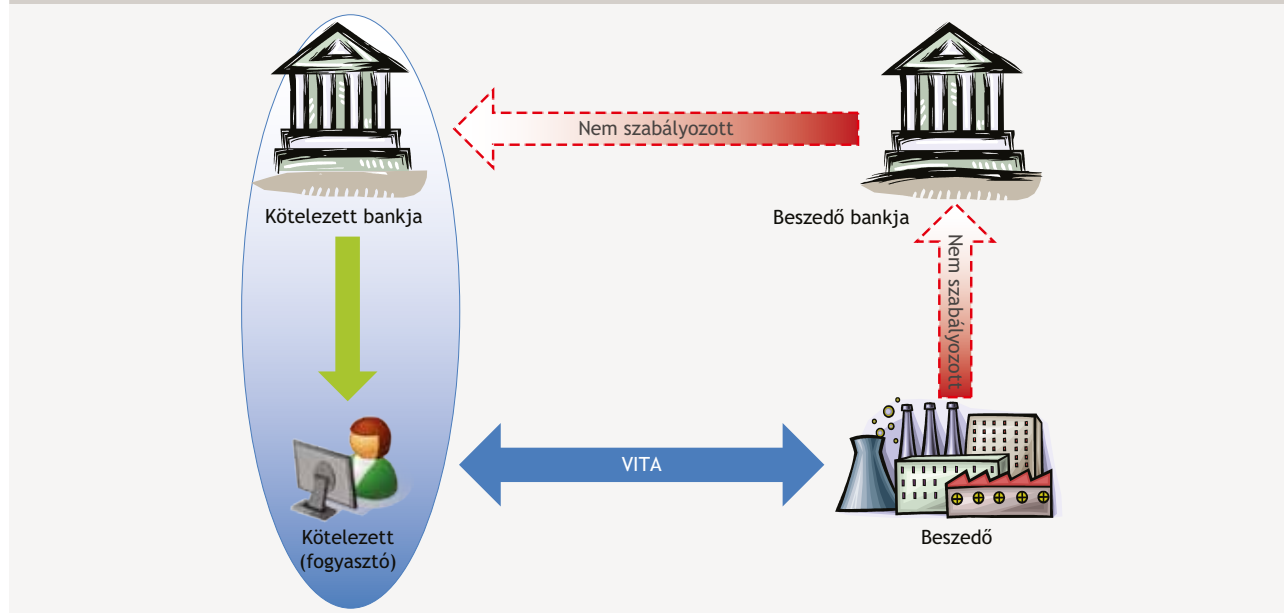 Nem szabályozott
Kötelezett bankja
Beszedő bankja
Nem szabályozott
VITA
Kötelezett
(fogyasztó)
Beszedő